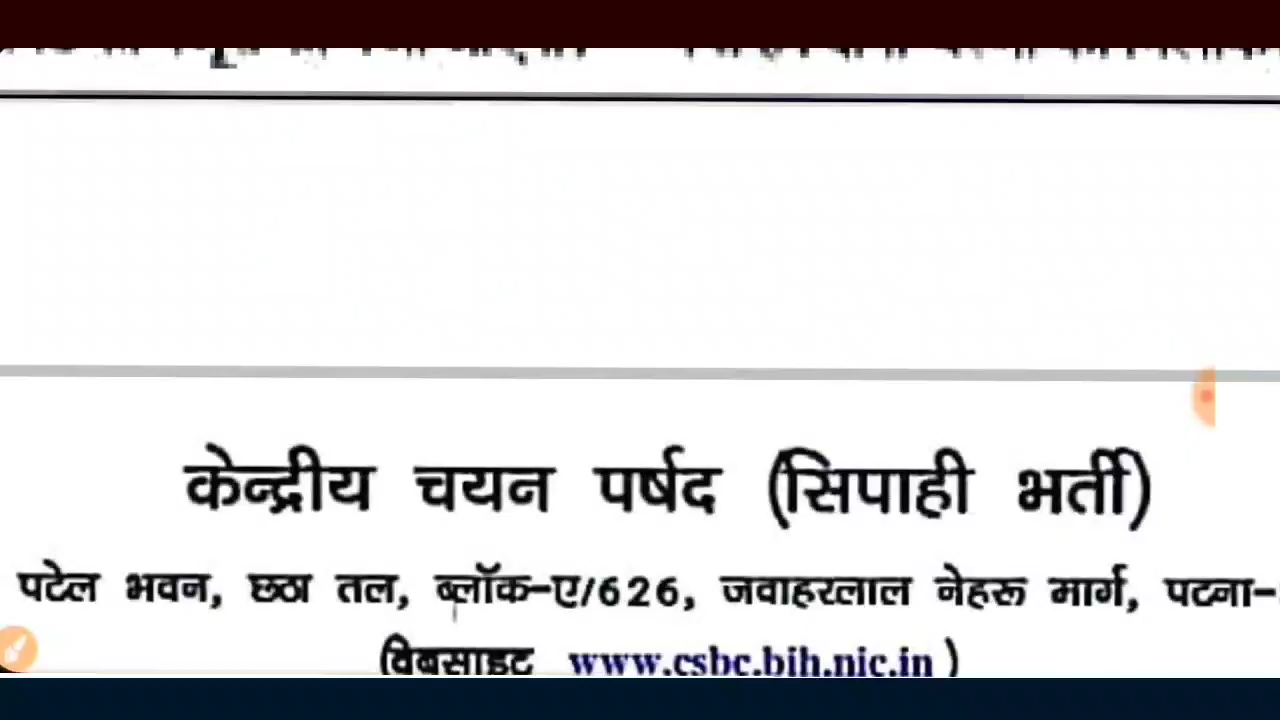 केन्द्रीय चयन पर्षद (सिपाही भर्ती)
पटेल भवन, छठा तल, ब्लॉक-ए/626, जवाहरलाल नेहरू मार्ग, पटना-
(विबसाइट www.csbc.bih.nic.in )